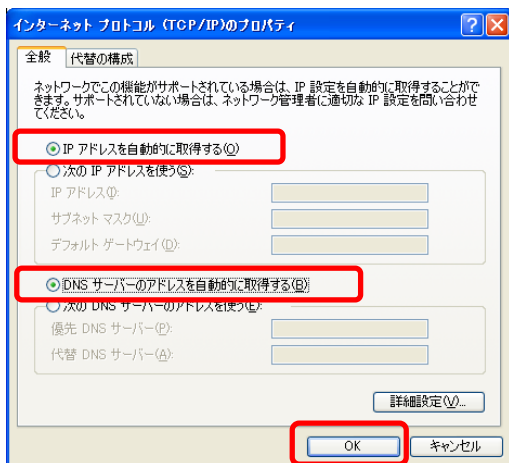 インターネット プロトコル (TCP/IP)のプロパティ
全般 代替の構成
ネットワークでこの機能がサポートされている場合は、IP 設定を自動的に取得することがで
きます。サポートされていない場合は、ネットワーク管理者に適切な IP 設定を問い合わせ
てください。
IP アドレスを自動的に取得する(O)
次の IP アドレスを使う(S):
IP アドレス(I):
サブネット マスク(U):
デフォルト ゲートウェイ(D):
DNS サーバーのアドレスを自動的に取得する(B)
次の DNS サーバーのアドレスを使う(E):
優先 DNS サーバー(P):
代替 DNS サーバー(A):
詳細設定(V)...
OK キャンセル